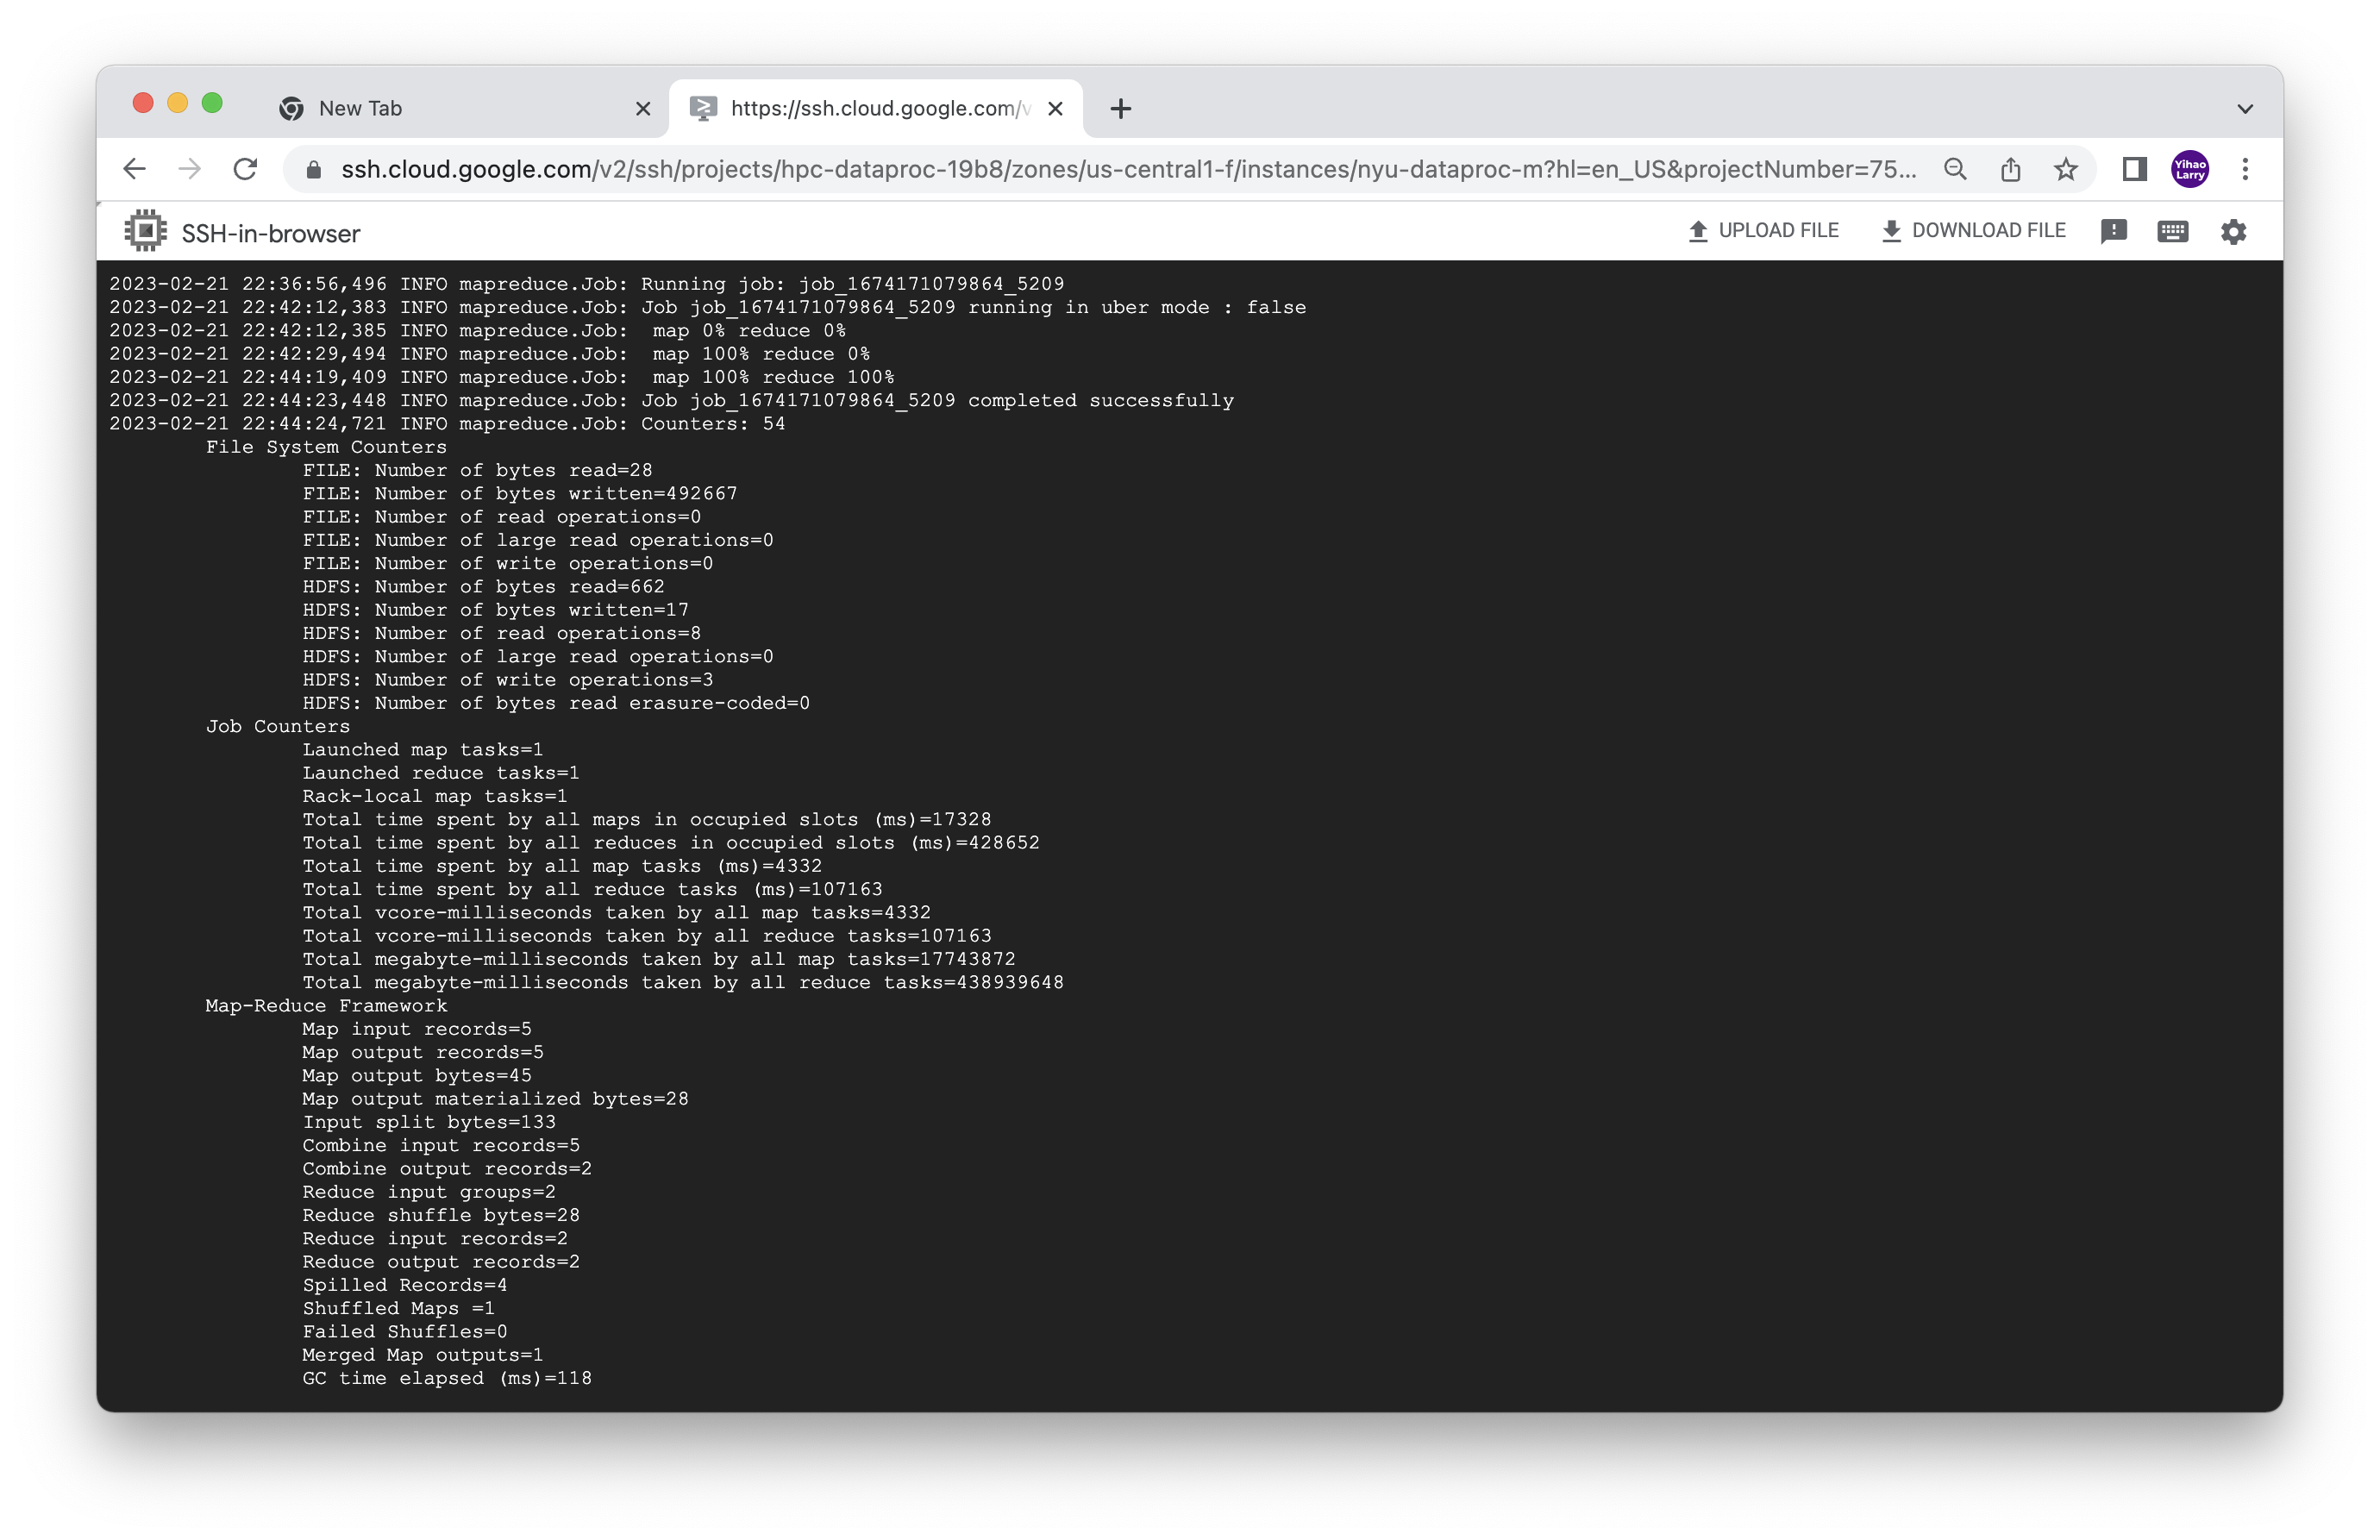 New Tab
https://ssh.cloud.google.com/v
ssh.cloud.google.com/v2/ssh/projects/hpc-dataproc-19b8/zones/us-central1-f/instances/nyu-dataproc-m?hl=en_US&projectNumber=75...
Yihao
Larry
SSH-in-browser
UPLOAD FILE
DOWNLOAD FILE
2023-02-21 22:36:56,496 INFO mapreduce.Job: Running job: job_1674171079864_5209
2023-02-21 22:42:12,383 INFO mapreduce.Job: Job job_1674171079864_5209 running in uber mode : false
2023-02-21 22:42:12,385 INFO mapreduce.Job:  map 0% reduce 0%
2023-02-21 22:42:29,494 INFO mapreduce.Job:  map 100% reduce 0%
2023-02-21 22:44:19,409 INFO mapreduce.Job:  map 100% reduce 100%
2023-02-21 22:44:23,448 INFO mapreduce.Job: Job job_1674171079864_5209 completed successfully
2023-02-21 22:44:24,721 INFO mapreduce.Job: Counters: 54
File System Counters
FILE: Number of bytes read=28
FILE: Number of bytes written=492667
FILE: Number of read operations=0
FILE: Number of large read operations=0
FILE: Number of write operations=0
HDFS: Number of bytes read=662
HDFS: Number of bytes written=17
HDFS: Number of read operations=8
HDFS: Number of large read operations=0
HDFS: Number of write operations=3
HDFS: Number of bytes read erasure-coded=0
Job Counters
Launched map tasks=1
Launched reduce tasks=1
Rack-local map tasks=1
Total time spent by all maps in occupied slots (ms)=17328
Total time spent by all reduces in occupied slots (ms)=428652
Total time spent by all map tasks (ms)=4332
Total time spent by all reduce tasks (ms)=107163
Total vcore-milliseconds taken by all map tasks=4332
Total vcore-milliseconds taken by all reduce tasks=107163
Total megabyte-milliseconds taken by all map tasks=17743872
Total megabyte-milliseconds taken by all reduce tasks=438939648
Map-Reduce Framework
Map input records=5
Map output records=5
Map output bytes=45
Map output materialized bytes=28
Input split bytes=133
Combine input records=5
Combine output records=2
Reduce input groups=2
Reduce shuffle bytes=28
Reduce input records=2
Reduce output records=2
Spilled Records=4
Shuffled Maps =1
Failed Shuffles=0
Merged Map outputs=1
GC time elapsed (ms)=118